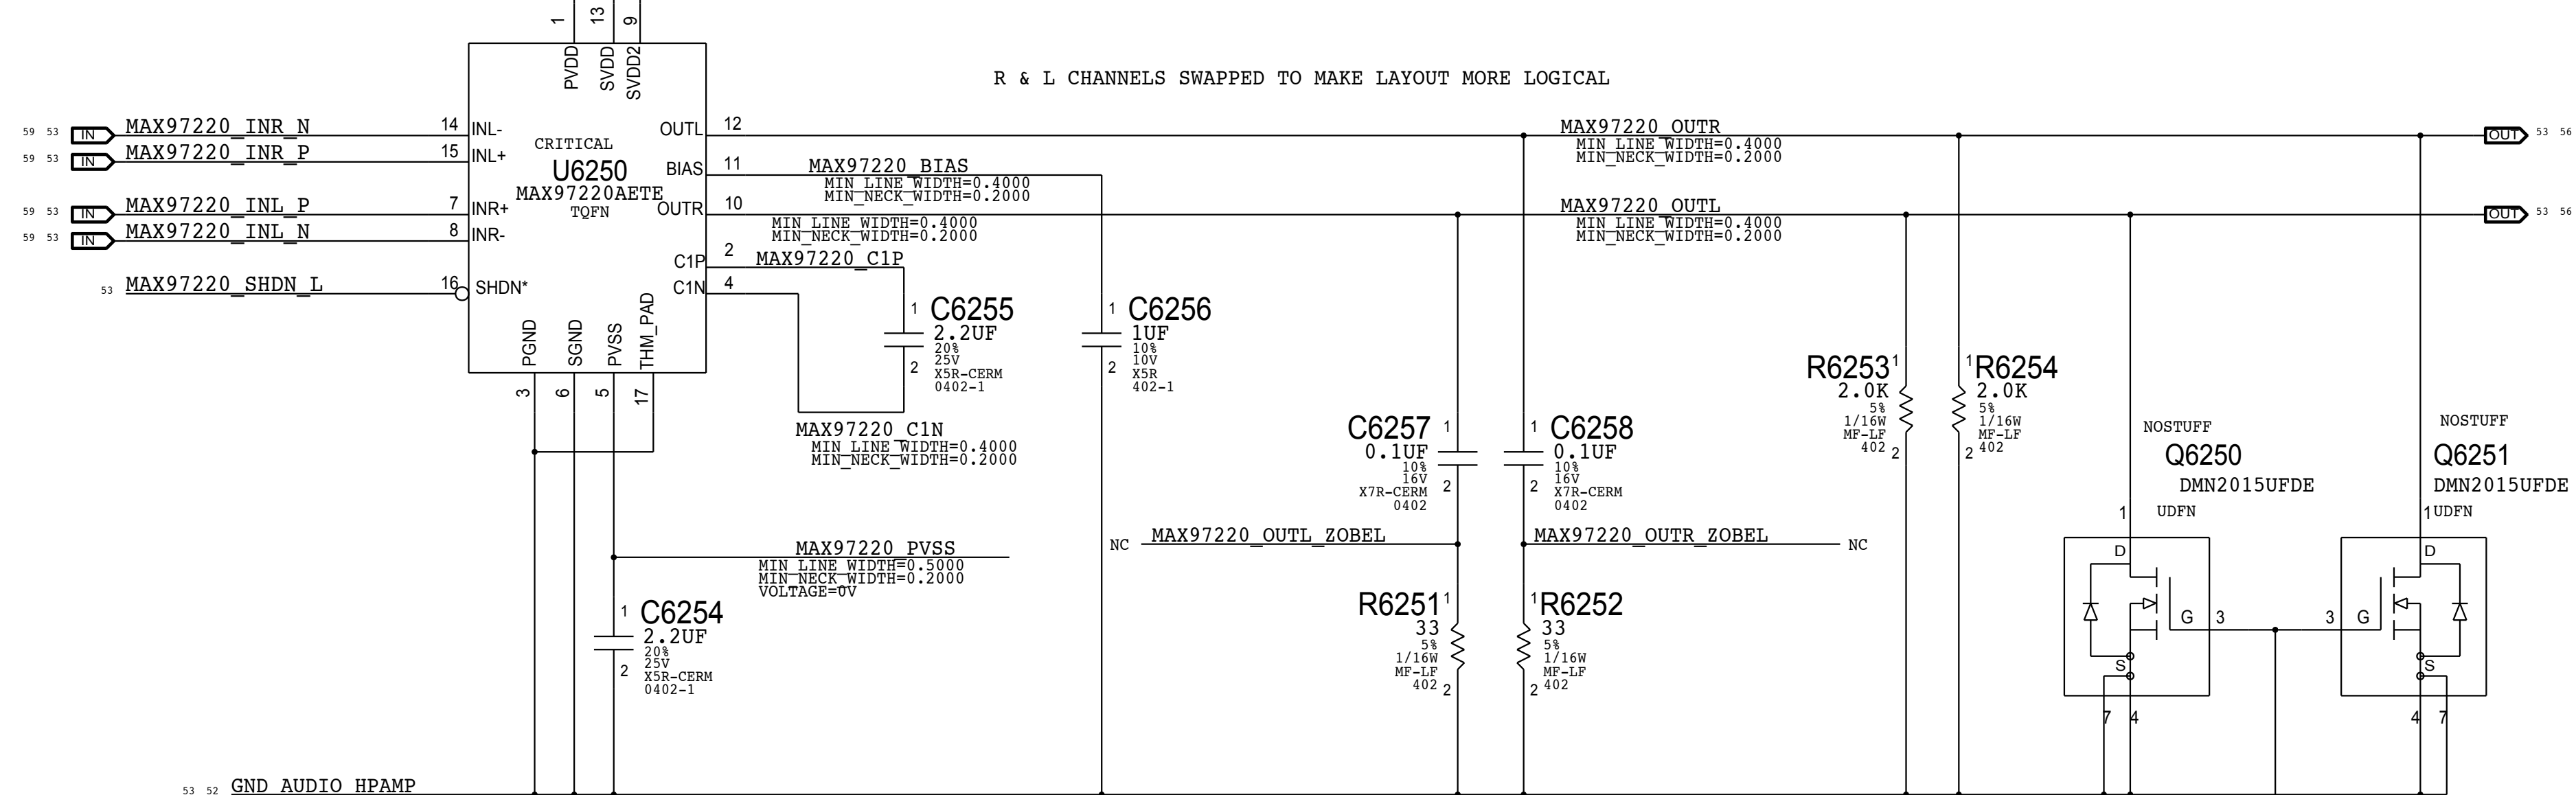 1 13 9
PVDD SVDD SVDD2
R & L CHANNELS SWAPPED TO MAKE LAYOUT MORE LOGICAL
59 53 IN MAX97220_INR_N 14 INL-
59 53 IN MAX97220_INR_P 15 INL+
59 53 IN MAX97220_INL_P 7 INR+
59 53 IN MAX97220_INL_N 8 INR-
53 MAX97220_SHDN_L 16 SHDN*
CRITICAL
U6250
MAX97220AETE
TQFN
OUTL 12
MAX97220_OUTR
MIN_LINE_WIDTH=0.4000
MIN_NECK_WIDTH=0.2000
OUT 53 56
BIAS 11 MAX97220_BIAS
MIN_LINE_WIDTH=0.4000
MIN_NECK_WIDTH=0.2000
OUTR 10
MIN_LINE_WIDTH=0.4000
MIN_NECK_WIDTH=0.2000
MAX97220_OUTL
MIN_LINE_WIDTH=0.4000
MIN_NECK_WIDTH=0.2000
OUT 53 56
C1P 2 MAX97220_C1P
C1N 4
PGND SGND PVSS THM_PAD
3 6 5 17
1 C6255
2.2UF
20%
25V
X5R-CERM
2 0402-1
1 C6256
1UF
10%
10V
X5R
2 402-1
MAX97220_C1N
MIN_LINE_WIDTH=0.4000
MIN_NECK_WIDTH=0.2000
C6257 1
0.1UF
10%
16V
X7R-CERM 2
0402
1 C6258
0.1UF
10%
16V
2 X7R-CERM
0402
R6253 1
2.0K
5%
1/16W
MF-LF
402 2
1 R6254
2.0K
5%
1/16W
MF-LF
2 402
NOSTUFF
Q6250
DMN2015UFDE
1 UDFN
D
G 3
S
7 4
NOSTUFF
Q6251
DMN2015UFDE
1 UDFN
D
3 G
S
4 7
MAX97220_PVSS
MIN_LINE_WIDTH=0.5000
MIN_NECK_WIDTH=0.2000
VOLTAGE=0V
NC MAX97220_OUTL_ZOBEL
MAX97220_OUTR_ZOBEL NC
1 C6254
2.2UF
20%
25V
2 X5R-CERM
0402-1
R6251 1
33
5%
1/16W
MF-LF
402 2
1 R6252
33
5%
1/16W
MF-LF
2 402
53 52 GND_AUDIO_HPAMP